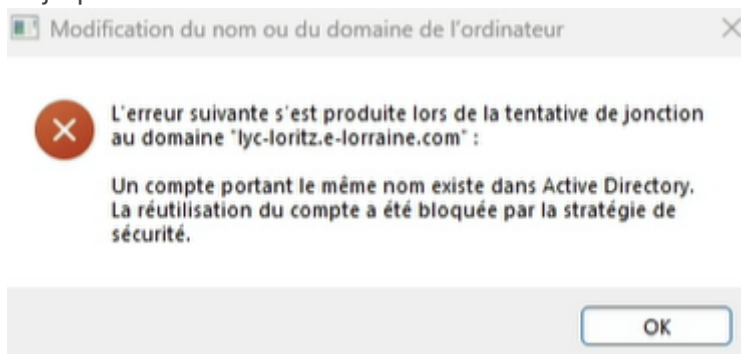 Modification du nom ou du domaine de l'ordinateur
L'erreur suivante s'est produite lors de la tentative de jonction
au domaine "lyc-loritz.e-lorraine.com" :
Un compte portant le même nom existe dans Active Directory.
La réutilisation du compte a été bloquée par la stratégie de
sécurité.
OK